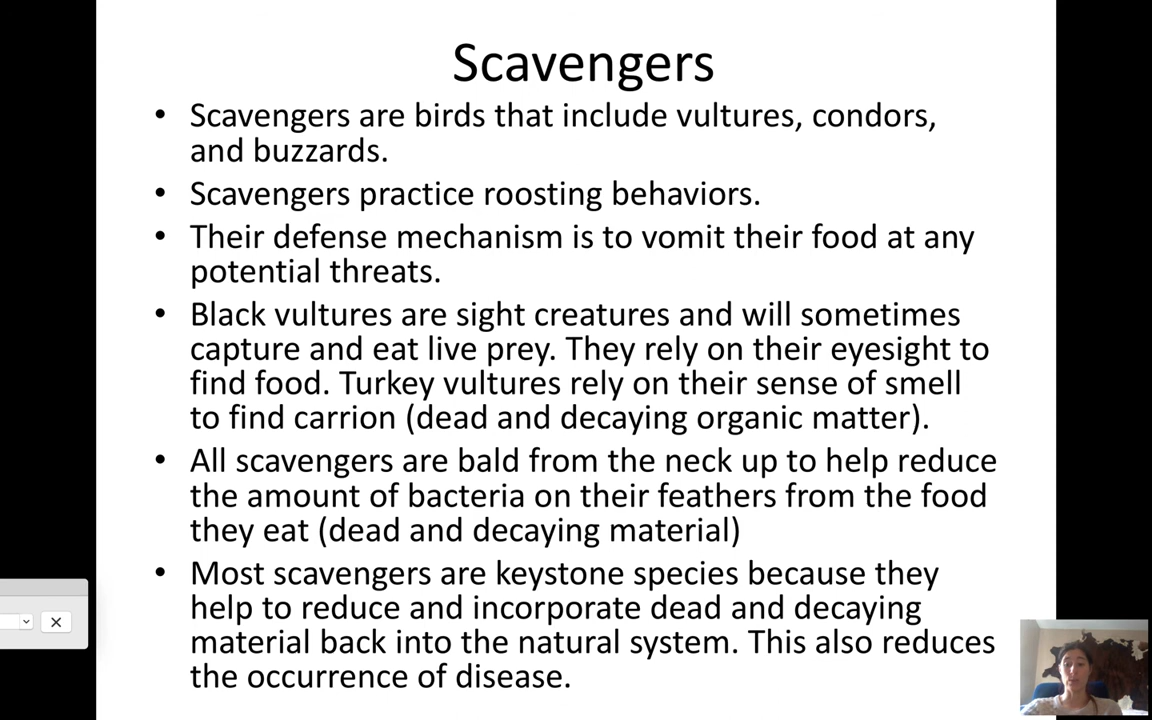 Scavengers
• Scavengers are birds that include vultures, condors,
and buzzards.
• Scavengers practice roosting behaviors.
• Their defense mechanism is to vomit their food at any
potential threats.
• Black vultures are sight creatures and will sometimes
capture and eat live prey. They rely on their eyesight to
find food. Turkey vultures rely on their sense of smell
to find carrion (dead and decaying organic matter).
• All scavengers are bald from the neck up to help reduce
the amount of bacteria on their feathers from the food
they eat (dead and decaying material)
• Most scavengers are keystone species because they
help to reduce and incorporate dead and decaying
material back into the natural system. This also reduces
the occurrence of disease.